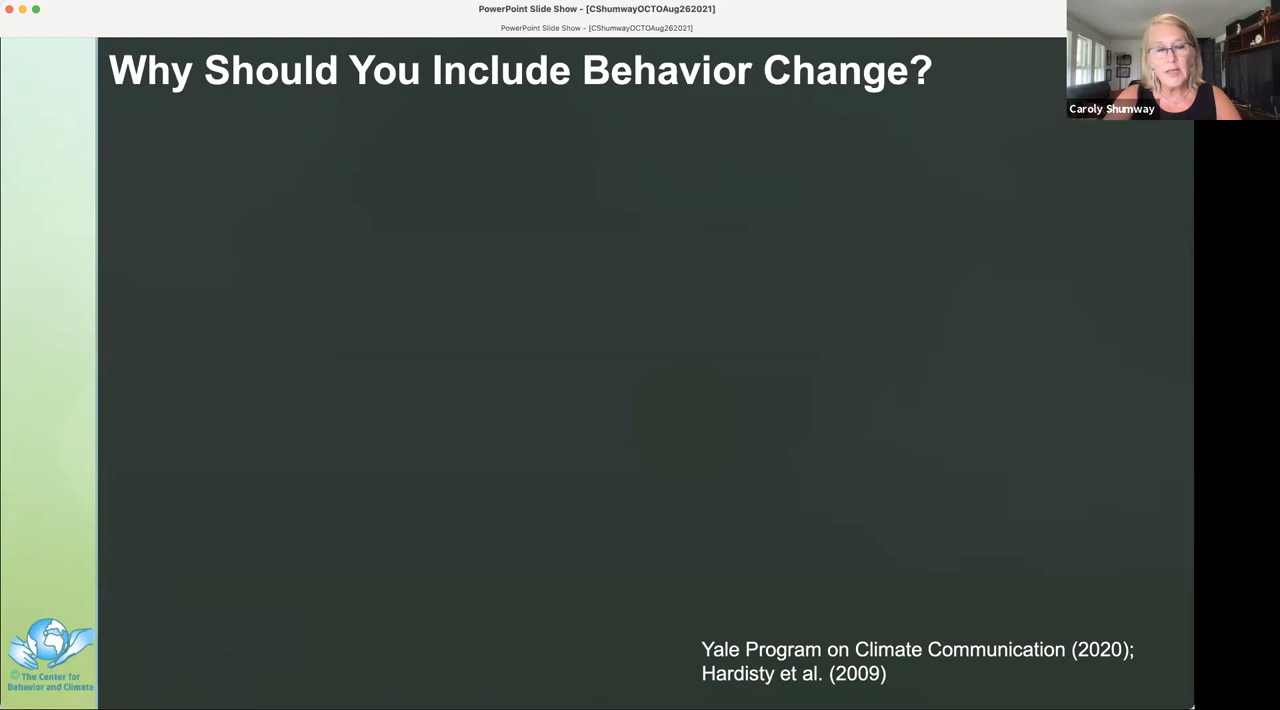 PowerPoint Slide Show - [CShumwayOCTOAug262021]
PowerPoint Slide Show - [CShumwayOCTOAug262021]
Why Should You Include Behavior Change?
Caroly Shumway
Yale Program on Climate Communication (2020);
Hardisty et al. (2009)
The Center for
Behavior and Climate